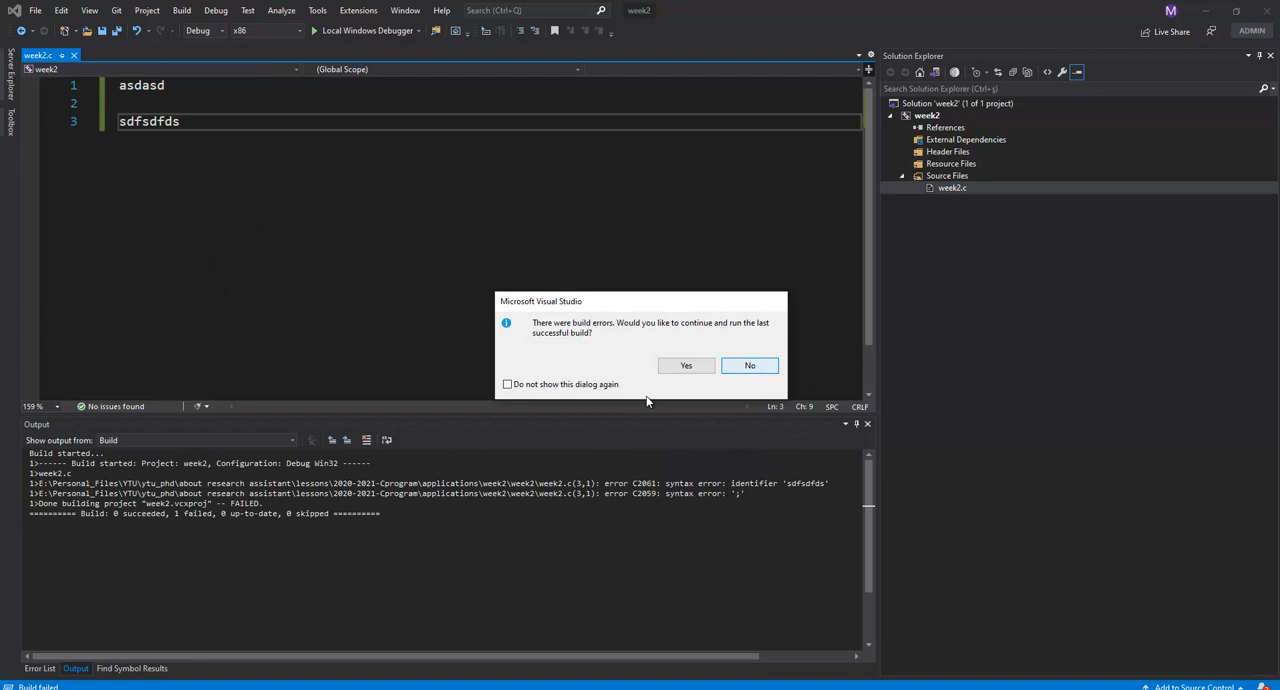 File Edit View Git Project Build Debug Test Analyze Tools Extensions Window Help Search (Ctrl+Q) week2 M
Debug x86 Local Windows Debugger Live Share ADMIN
week2.c
week2 (Global Scope)
Server Explorer
Toolbox
1 asdasd
2
3 sdfsdfds
Solution Explorer
Search Solution Explorer (Ctrl+ş)
Solution 'week2' (1 of 1 project)
week2
References
External Dependencies
Header Files
Resource Files
Source Files
week2.c
Microsoft Visual Studio
There were build errors. Would you like to continue and run the last
successful build?
Yes No
Do not show this dialog again
159 % No issues found Ln: 3 Ch: 9 SPC CRLF
Output
Show output from: Build
Build started...
1>------ Build started: Project: week2, Configuration: Debug Win32 ------
1>week2.c
1>E:\Personal_Files\YTU\ytu_phd\about research assistant\lessons\2020-2021-Cprogram\applications\week2\week2\week2.c(3,1): error C2061: syntax error: identifier 'sdfsdfds'
1>E:\Personal_Files\YTU\ytu_phd\about research assistant\lessons\2020-2021-Cprogram\applications\week2\week2\week2.c(3,1): error C2059: syntax error: ';'
1>Done building project "week2.vcxproj" -- FAILED.
========== Build: 0 succeeded, 1 failed, 0 up-to-date, 0 skipped ==========
Error List Output Find Symbol Results
Build failed Add to Source Control